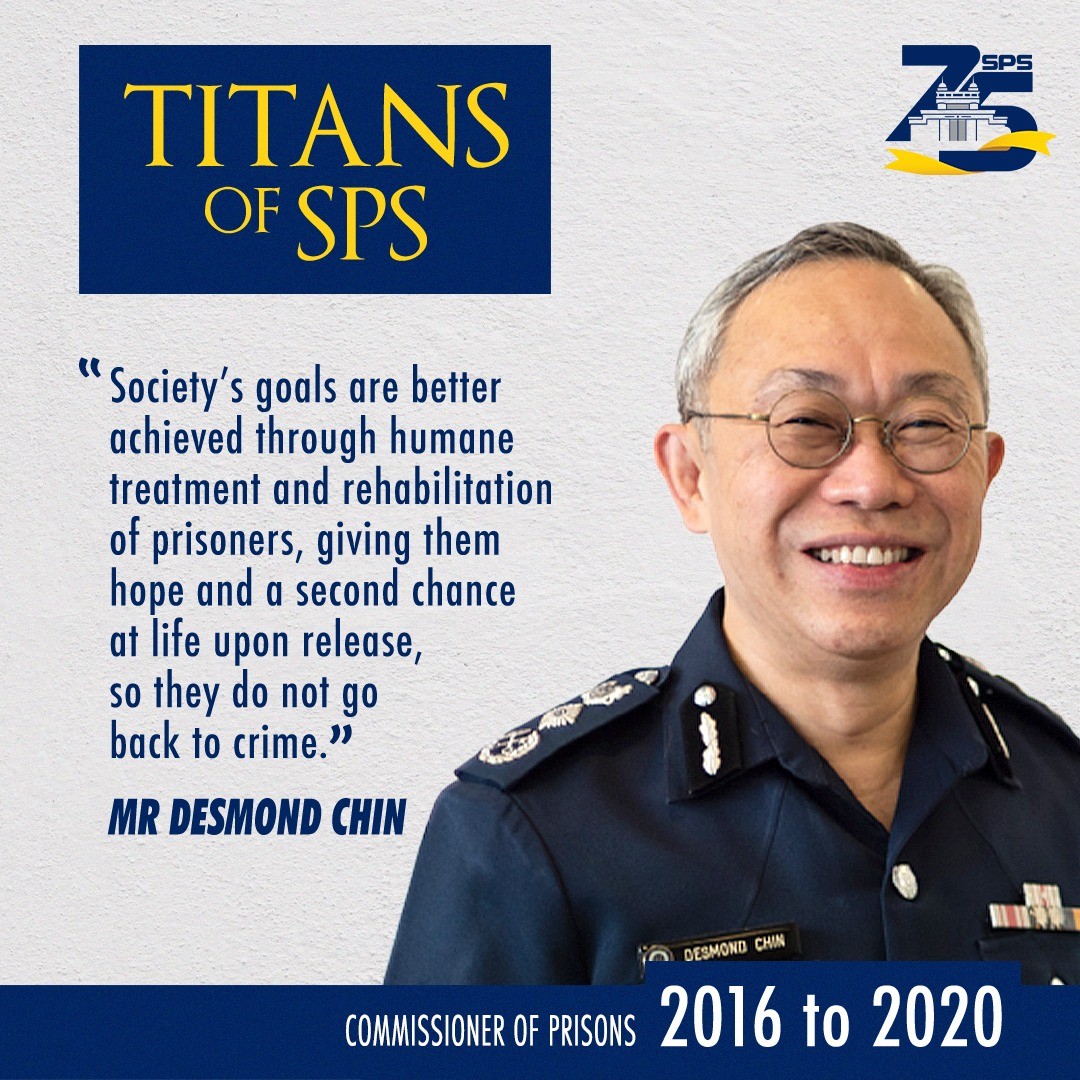 TITANS
OF SPS
75
SPS
“Society’s goals are better
achieved through humane
treatment and rehabilitation
of prisoners, giving them
hope and a second chance
at life upon release,
so they do not go
back to crime.”
MR DESMOND CHIN
DESMOND CHIN
COMMISSIONER OF PRISONS 2016 to 2020